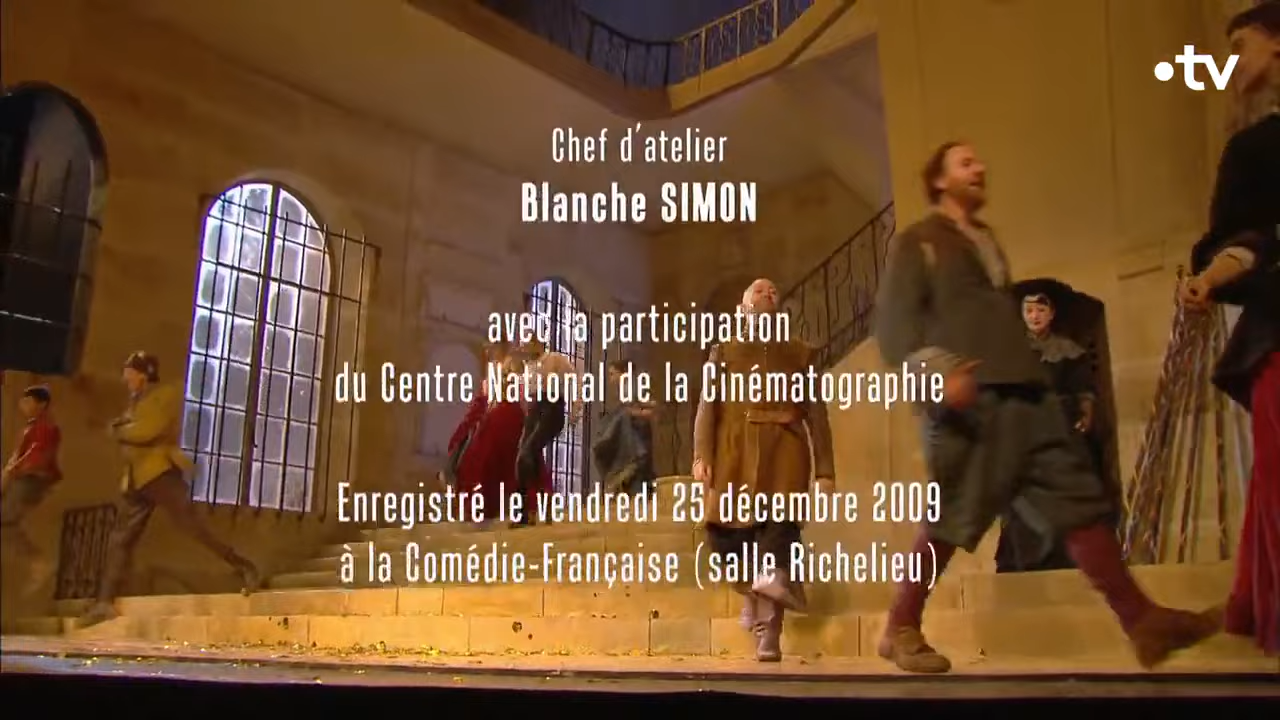 •tv
Chef d'atelier
Blanche SIMON
avec la participation
du Centre National de la Cinématographie
Enregistré le vendredi 25 décembre 2009
à la Comédie-Française (salle Richelieu)